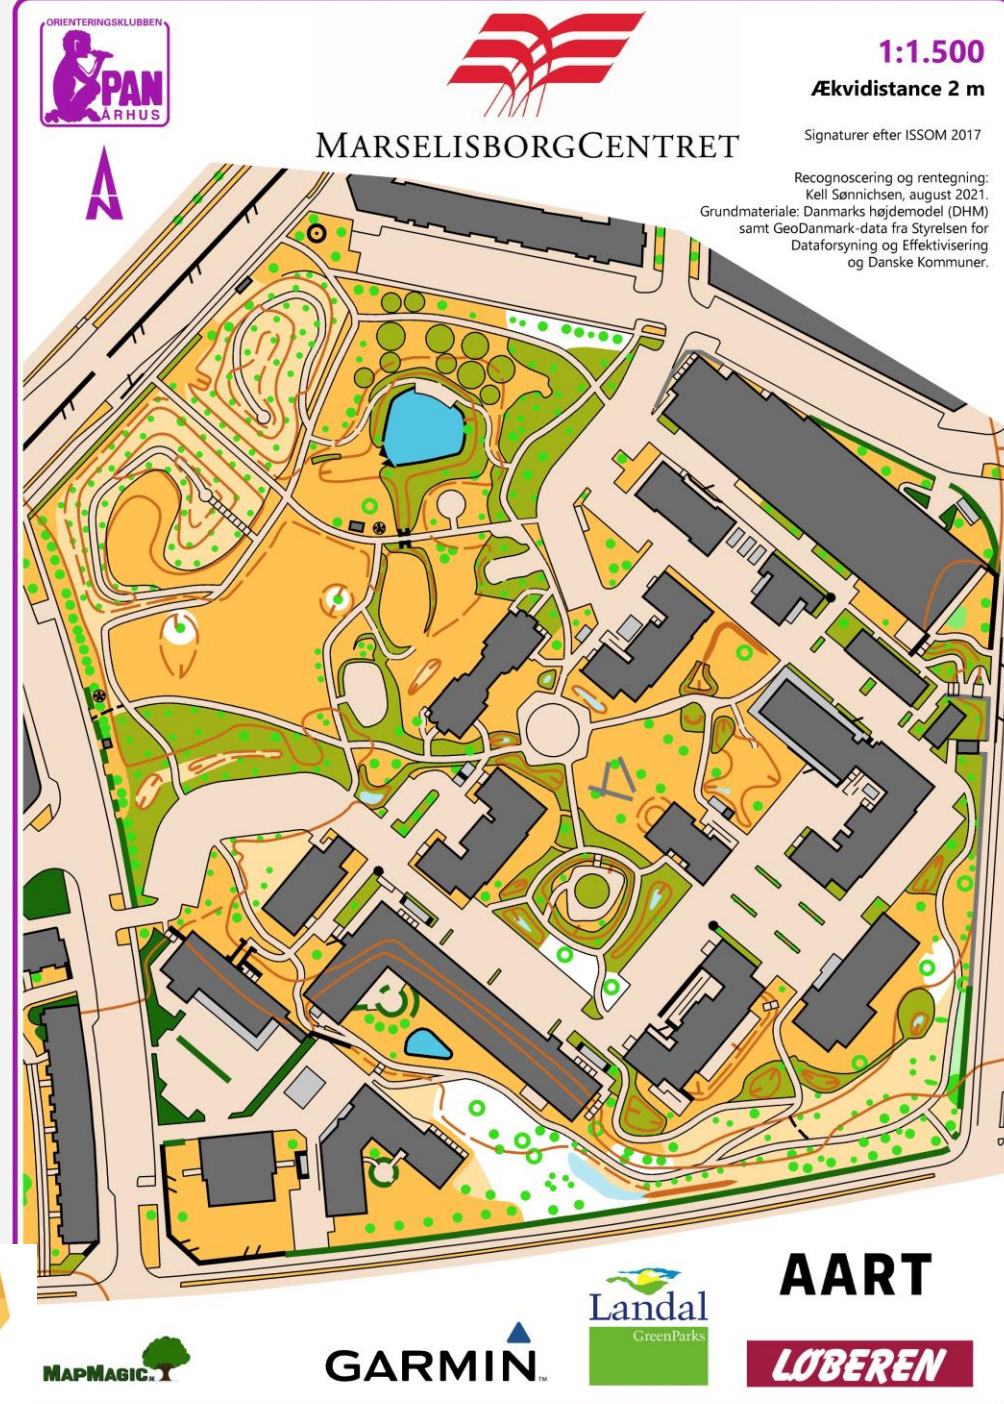 ORIENTERINGSKLUBBEN
PAN
ÅRHUS
N
MARSELISBORGCENTRET
1:1.500
Ækvidistance 2 m
Signaturer efter ISSOM 2017
Recognoscering og rentegning:
Kell Sønnichsen, august 2021.
Grundmateriale: Danmarks højdemodel (DHM)
samt GeoDanmark-data fra Styrelsen for
Dataforsyning og Effektivisering
og Danske Kommuner.
MAPMAGIC
GARMIN™
Landal
GreenParks
AART
LØBEREN